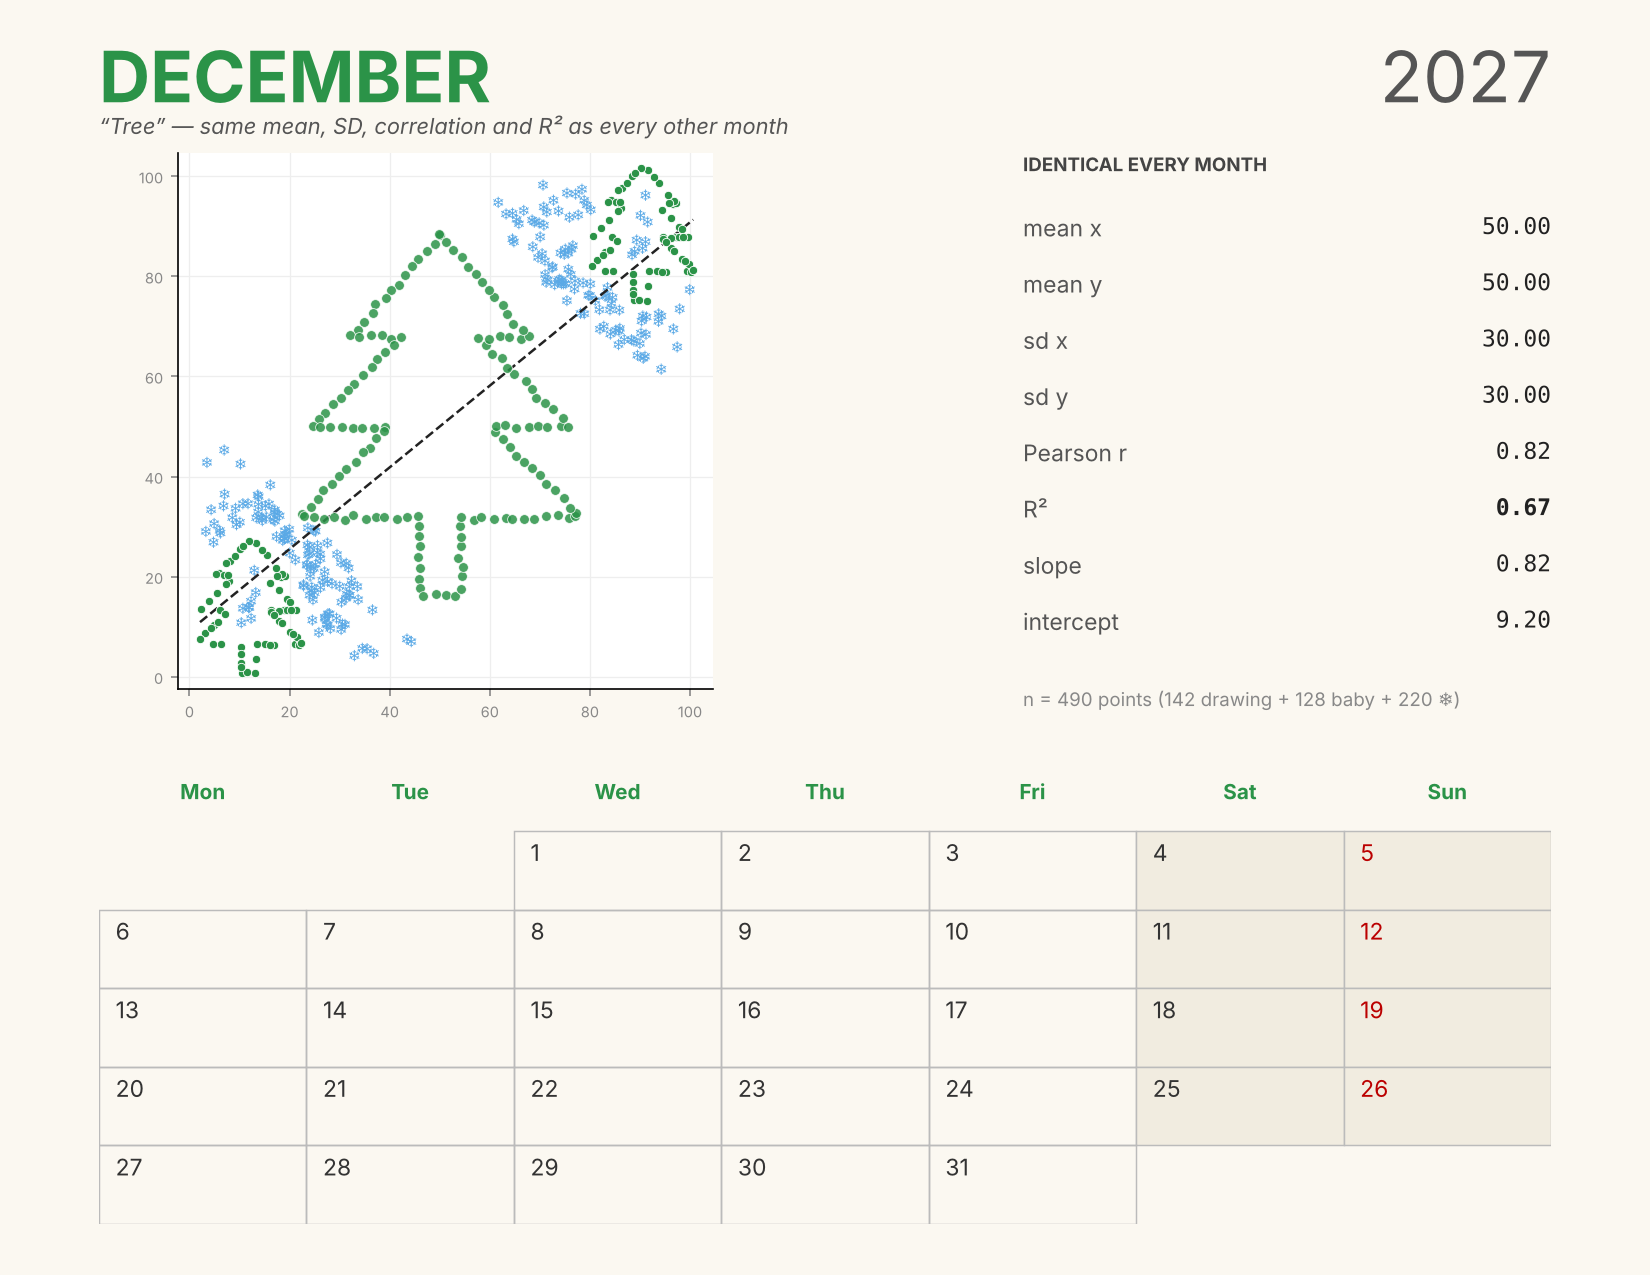 DECEMBER 2027
“Tree” — same mean, SD, correlation and R² as every other month
IDENTICAL EVERY MONTH
mean x 50.00
mean y 50.00
sd x 30.00
sd y 30.00
Pearson r 0.82
R² 0.67
slope 0.82
intercept 9.20
n = 490 points (142 drawing + 128 baby + 220 ❄)
100
80
60
40
20
0
0 20 40 60 80 100
Mon Tue Wed Thu Fri Sat Sun
1 2 3 4 5
6 7 8 9 10 11 12
13 14 15 16 17 18 19
20 21 22 23 24 25 26
27 28 29 30 31